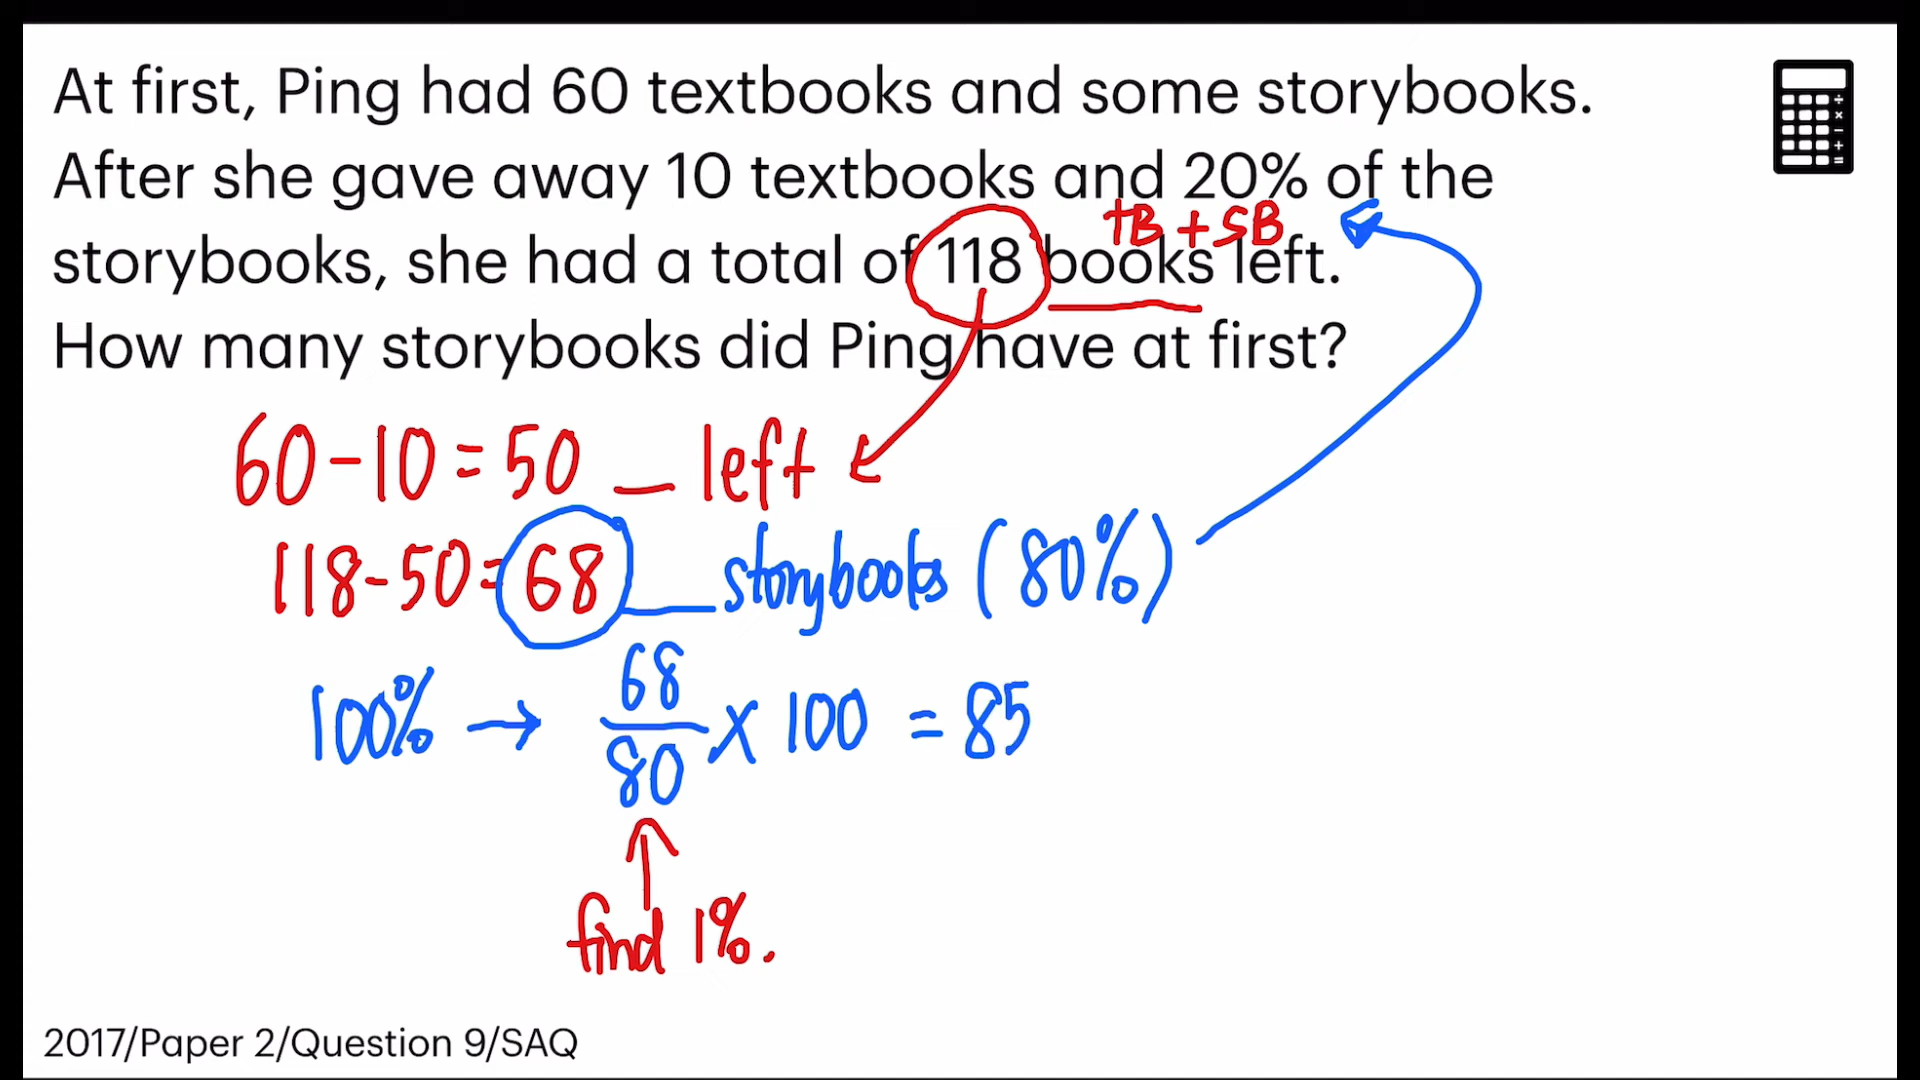 At first, Ping had 60 textbooks and some storybooks.
After she gave away 10 textbooks and 20% of the
TB + SB
storybooks, she had a total of 118 books left.
How many storybooks did Ping have at first?
60 - 10 = 50 _ left
118 - 50 = 68 _ storybooks (80%)
100% → 68/80 × 100 = 85
find 1%.
2017/Paper 2/Question 9/SAQ